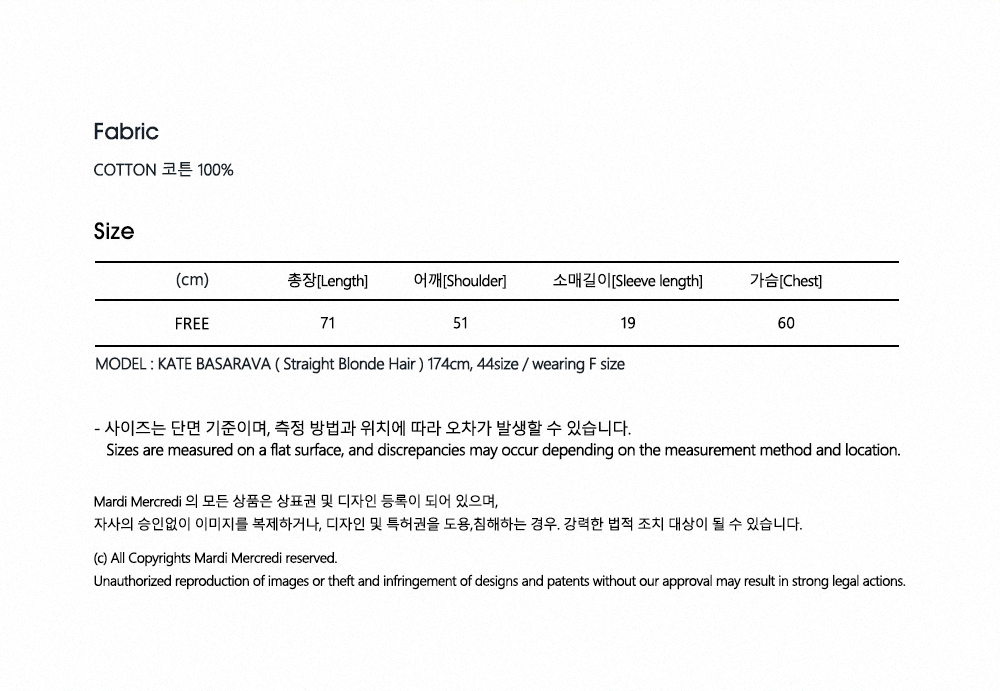 Fabric
COTTON 코튼 100%
Size
(cm) 총장[Length] 어깨[Shoulder] 소매길이[Sleeve length] 가슴[Chest]
FREE 71 51 19 60
MODEL : KATE BASARAVA ( Straight Blonde Hair ) 174cm, 44size / wearing F size
- 사이즈는 단면 기준이며, 측정 방법과 위치에 따라 오차가 발생할 수 있습니다.
Sizes are measured on a flat surface, and discrepancies may occur depending on the measurement method and location.
Mardi Mercredi 의 모든 상품은 상표권 및 디자인 등록이 되어 있으며,
자사의 승인없이 이미지를 복제하거나, 디자인 및 특허권을 도용,침해하는 경우. 강력한 법적 조치 대상이 될 수 있습니다.
(c) All Copyrights Mardi Mercredi reserved.
Unauthorized reproduction of images or theft and infringement of designs and patents without our approval may result in strong legal actions.